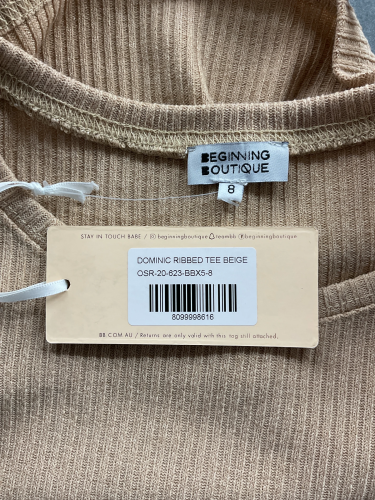 BEGINNING
BOUTIQUE
8
STAY IN TOUCH BABE / beginningboutique teambb beginningboutique
DOMINIC RIBBED TEE BEIGE
OSR-20-623-BBX5-8
8099998616
BB.COM.AU / Returns are only valid with this tag still attached.